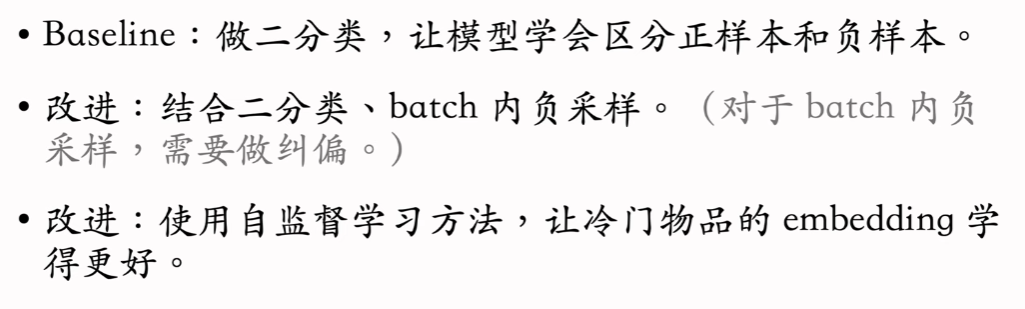 • Baseline：做二分类，让模型学会区分正样本和负样本。
• 改进：结合二分类、batch 内负采样。（对于 batch 内负
采样，需要做纠偏。）
• 改进：使用自监督学习方法，让冷门物品的 embedding 学
得更好。